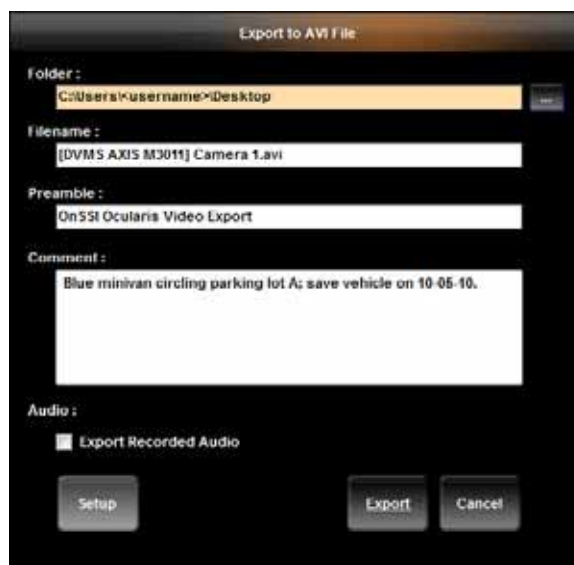 Export to AVI File
Folder :
C:\Users\<username>\Desktop
...
Filename :
[DVMS AXIS M3011] Camera 1.avi
Preamble :
OnSSI Ocularis Video Export
Comment :
Blue minivan circling parking lot A; save vehicle on 10-05-10.
Audio :
Export Recorded Audio
Setup
Export
Cancel